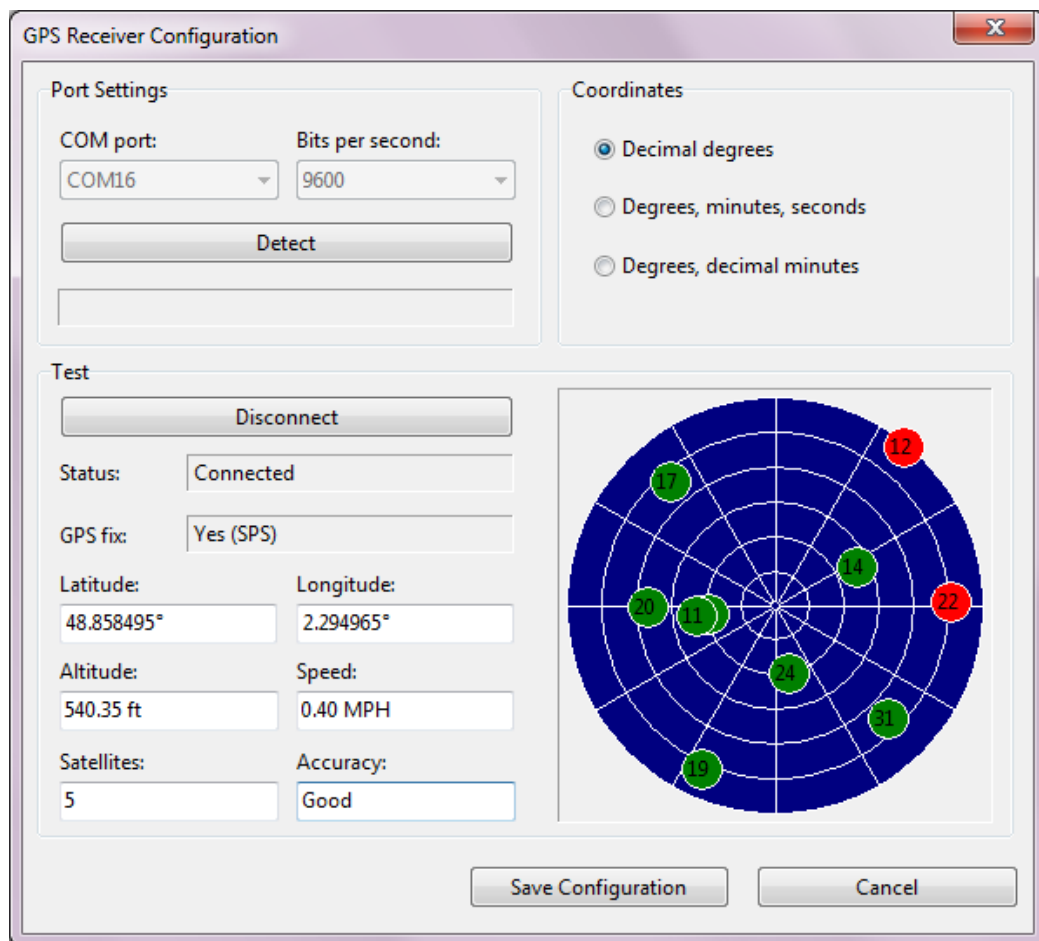 GPS Receiver Configuration
Port Settings
COM port:
Bits per second:
COM16
9600
Detect
Coordinates
Decimal degrees
Degrees, minutes, seconds
Degrees, decimal minutes
Test
Disconnect
Status:
Connected
GPS fix:
Yes (SPS)
Latitude:
Longitude:
48.858495°
2.294965°
Altitude:
Speed:
540.35 ft
0.40 MPH
Satellites:
Accuracy:
5
Good
12
17
14
22
20
11
24
31
19
Save Configuration
Cancel